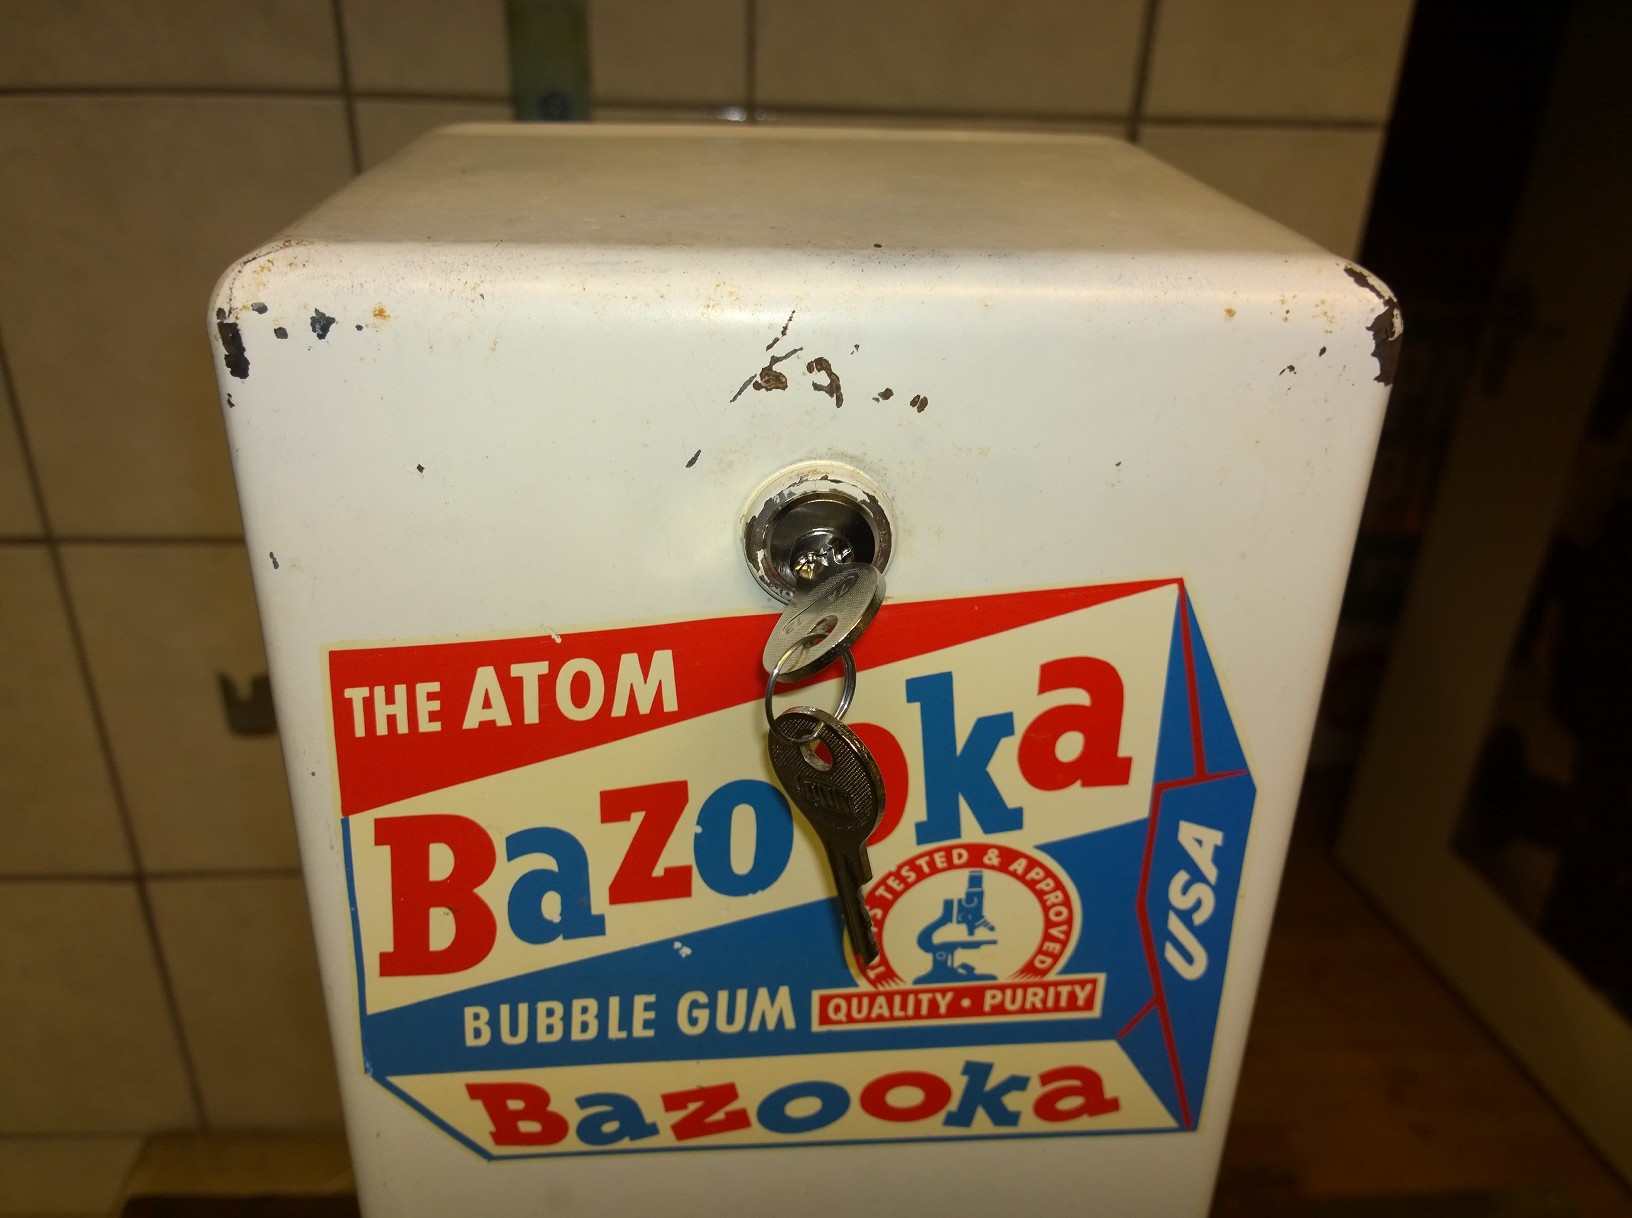 THE ATOM
Bazooka
TESTED & APPROVED
QUALITY • PURITY
BUBBLE GUM
USA
Bazooka